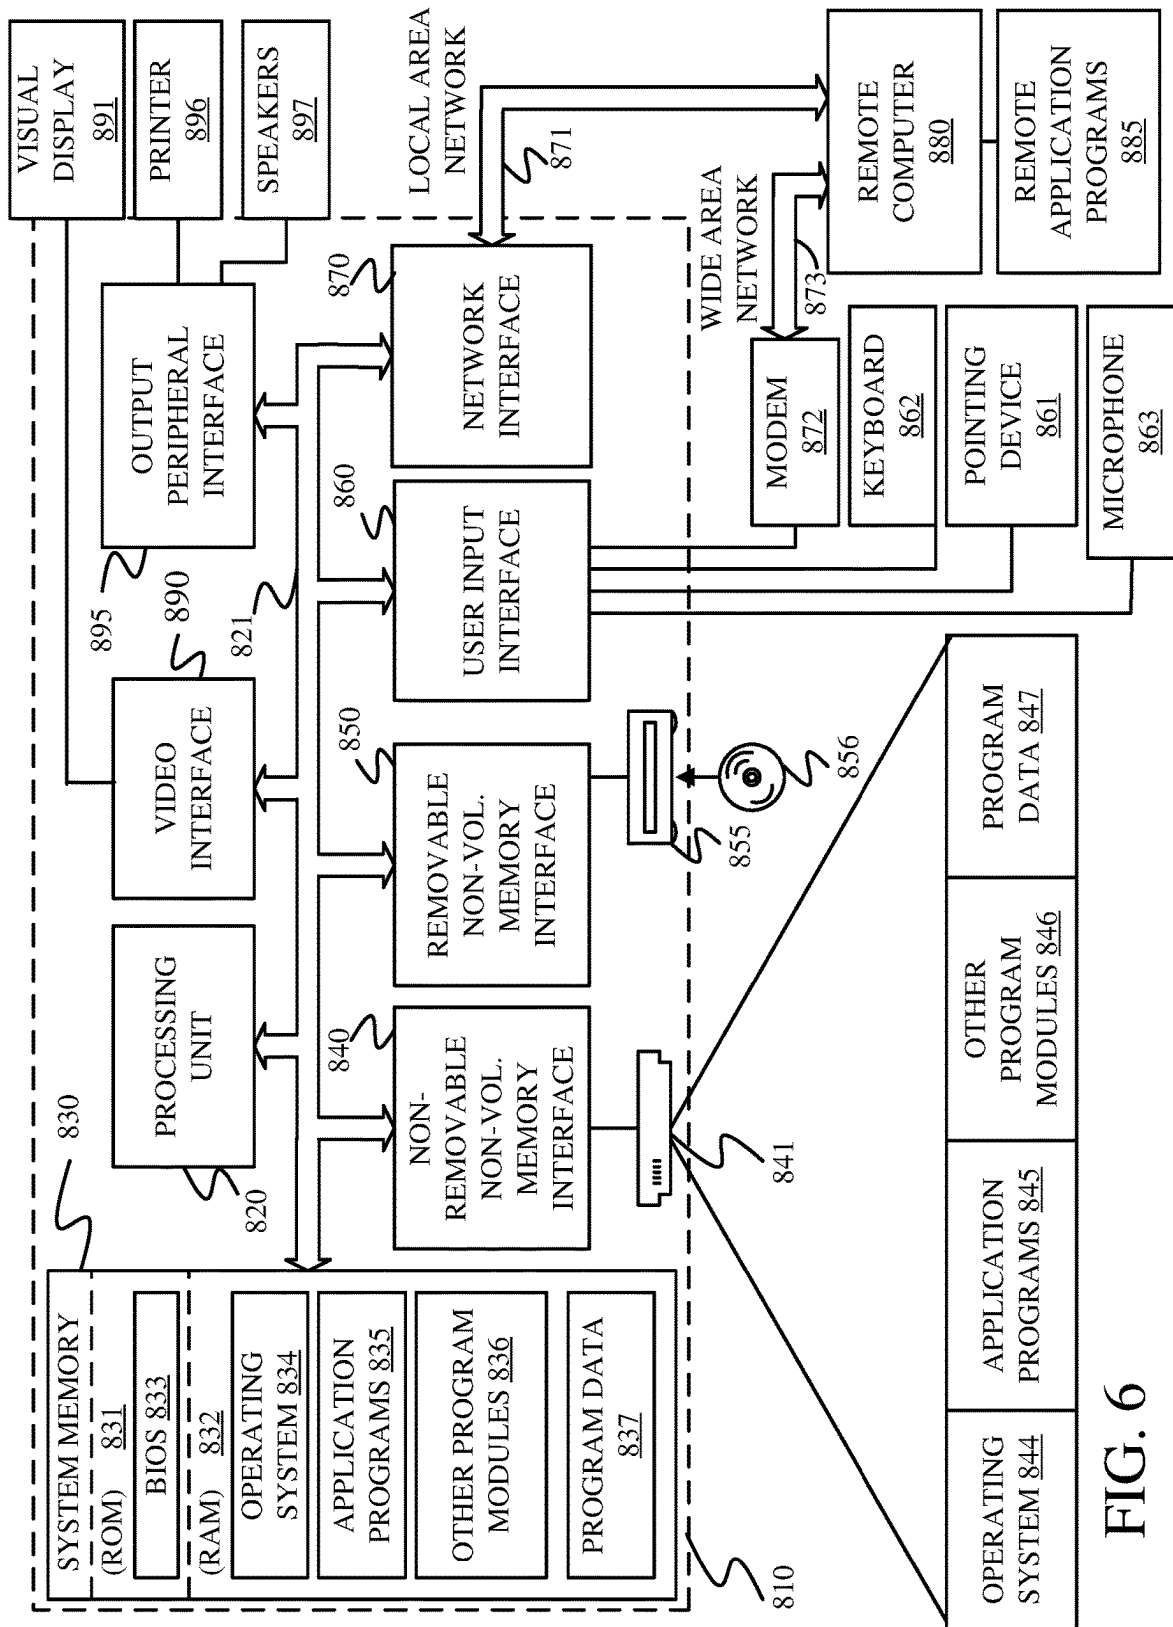 SYSTEM MEMORY
(ROM) 831
BIOS 833
(RAM) 832
OPERATING
SYSTEM 834
APPLICATION
PROGRAMS 835
OTHER PROGRAM
MODULES 836
PROGRAM DATA
837
830
PROCESSING
UNIT
820
VIDEO
INTERFACE
890
OUTPUT
PERIPHERAL
INTERFACE
895
VISUAL
DISPLAY
891
PRINTER
896
SPEAKERS
897
821
NON-
REMOVABLE
NON-VOL.
MEMORY
INTERFACE
840
REMOVABLE
NON-VOL.
MEMORY
INTERFACE
850
USER INPUT
INTERFACE
860
NETWORK
INTERFACE
870
LOCAL AREA
NETWORK
871
810
841
855
856
WIDE AREA
NETWORK
873
MODEM
872
KEYBOARD
862
POINTING
DEVICE
861
MICROPHONE
863
REMOTE
COMPUTER
880
REMOTE
APPLICATION
PROGRAMS
885
OPERATING
SYSTEM 844
APPLICATION
PROGRAMS 845
OTHER
PROGRAM
MODULES 846
PROGRAM
DATA 847
FIG. 6